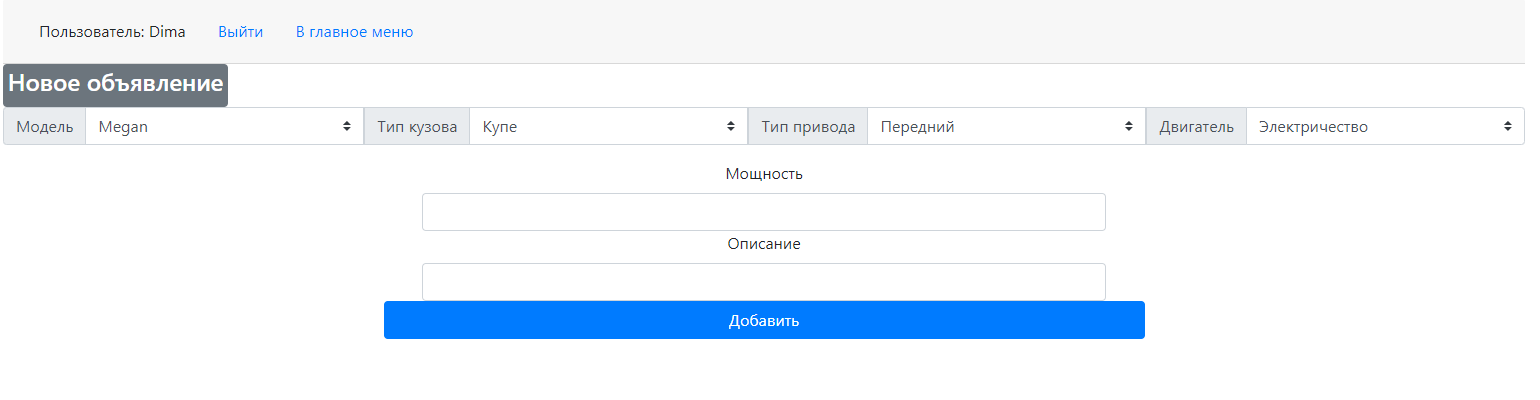 Пользователь: Dima Выйти В главное меню
Новое объявление
Модель Megan Тип кузова Купе Тип привода Передний Двигатель Электричество
Мощность
Описание
Добавить